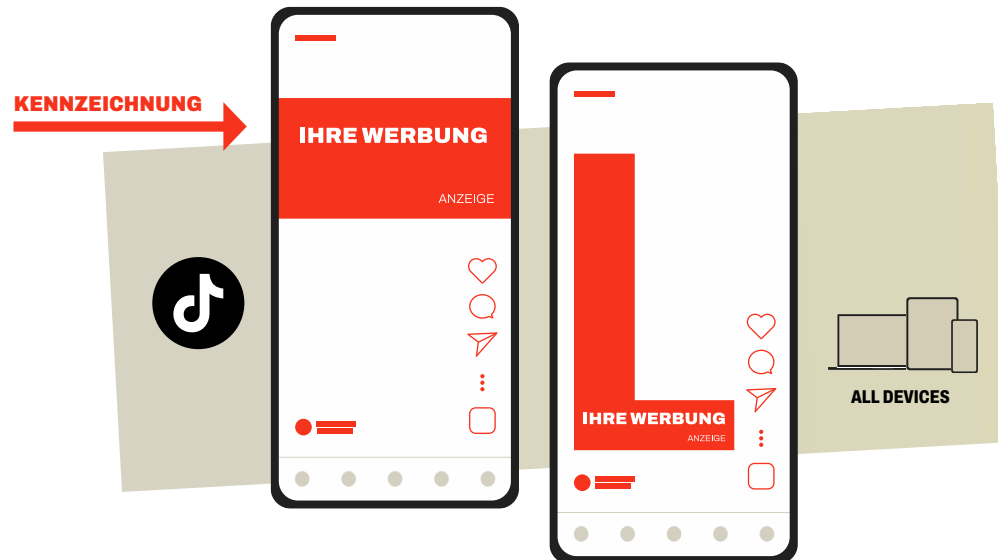 KENNZEICHNUNG
IHRE WERBUNG
ANZEIGE
IHRE WERBUNG
ANZEIGE
ALL DEVICES